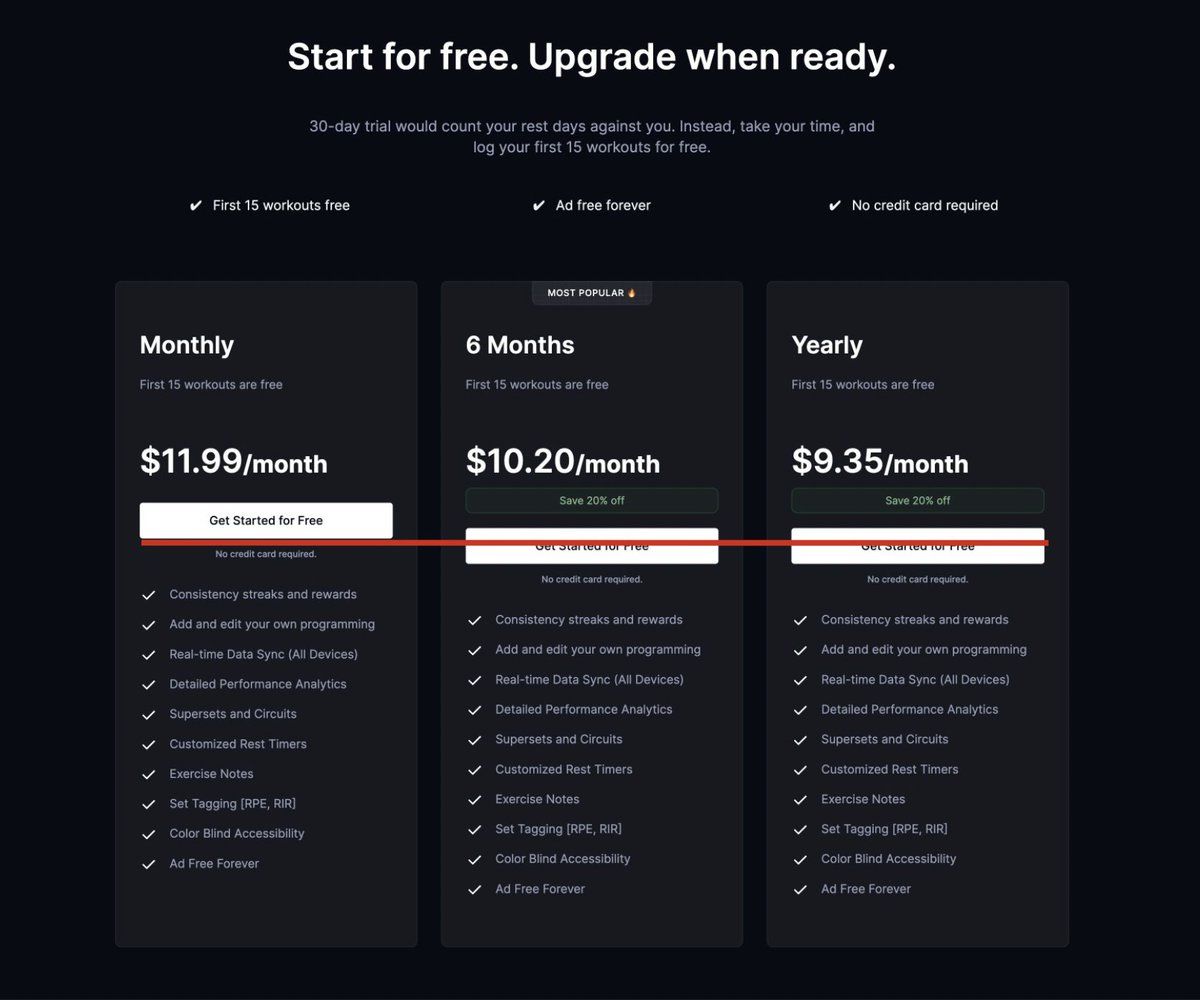 Start for free. Upgrade when ready.
30-day trial would count your rest days against you. Instead, take your time, and
log your first 15 workouts for free.
✔ First 15 workouts free
✔ Ad free forever
✔ No credit card required
Monthly
First 15 workouts are free
$11.99/month
Get Started for Free
No credit card required.
Consistency streaks and rewards
Add and edit your own programming
Real-time Data Sync (All Devices)
Detailed Performance Analytics
Supersets and Circuits
Customized Rest Timers
Exercise Notes
Set Tagging [RPE, RIR]
Color Blind Accessibility
Ad Free Forever
MOST POPULAR 🔥
6 Months
First 15 workouts are free
$10.20/month
Save 20% off
Get Started for Free
No credit card required.
Consistency streaks and rewards
Add and edit your own programming
Real-time Data Sync (All Devices)
Detailed Performance Analytics
Supersets and Circuits
Customized Rest Timers
Exercise Notes
Set Tagging [RPE, RIR]
Color Blind Accessibility
Ad Free Forever
Yearly
First 15 workouts are free
$9.35/month
Save 20% off
Get Started for Free
No credit card required.
Consistency streaks and rewards
Add and edit your own programming
Real-time Data Sync (All Devices)
Detailed Performance Analytics
Supersets and Circuits
Customized Rest Timers
Exercise Notes
Set Tagging [RPE, RIR]
Color Blind Accessibility
Ad Free Forever